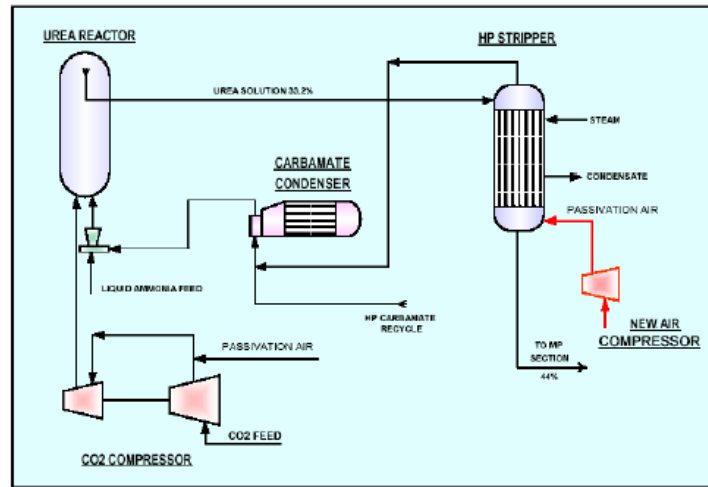 UREA REACTOR
HP STRIPPER
UREA SOLUTION 33.2%
STEAM
CARBAMATE
CONDENSER
CONDENSATE
PASSIVATION AIR
LIQUID AMMONIA FEED
HP CARBAMATE
RECYCLE
NEW AIR
COMPRESSOR
TO MP
SECTION
44%
PASSIVATION AIR
CO2 FEED
CO2 COMPRESSOR